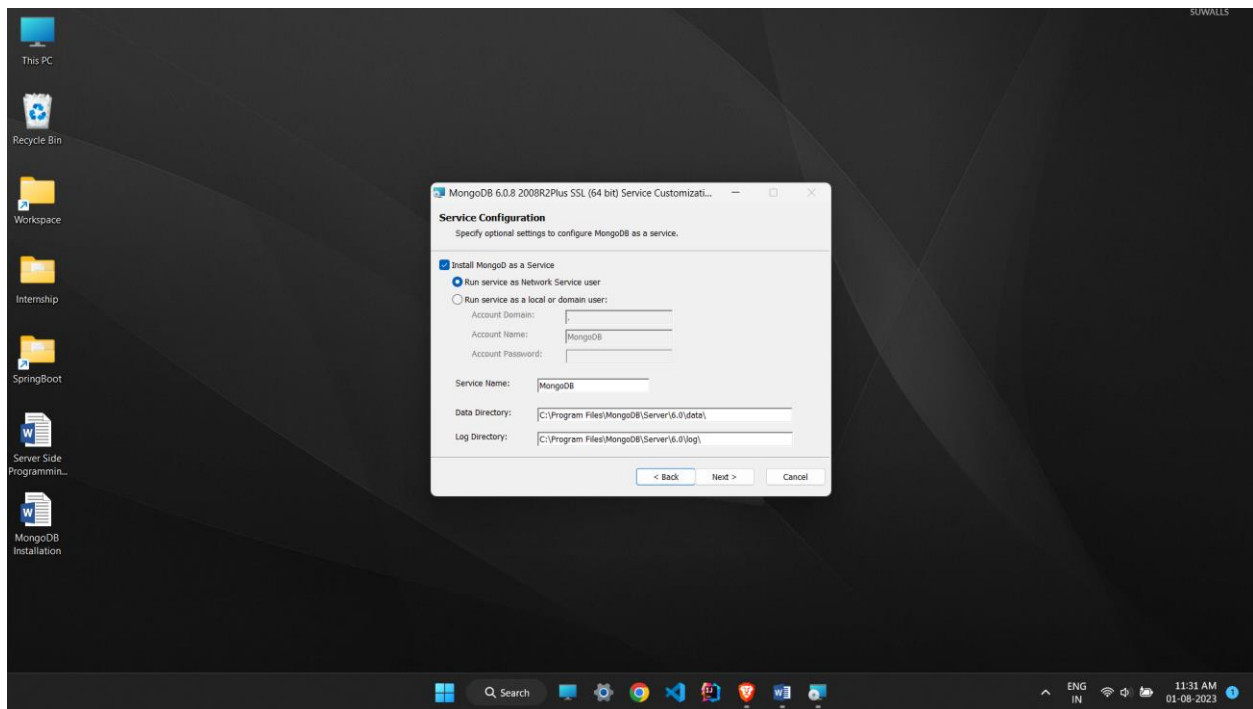 SUWALLS
This PC
Recycle Bin
Workspace
Internship
SpringBoot
Server Side
Programmin...
MongoDB
Installation
MongoDB 6.0.8 2008R2Plus SSL (64 bit) Service Customizati...
Service Configuration
Specify optional settings to configure MongoDB as a service.
Install MongoD as a Service
Run service as Network Service user
Run service as a local or domain user:
Account Domain:
.
Account Name:
MongoDB
Account Password:
Service Name:
MongoDB
Data Directory:
C:\Program Files\MongoDB\Server\6.0\data\
Log Directory:
C:\Program Files\MongoDB\Server\6.0\log\
< Back
Next >
Cancel
Search
ENG
IN
11:31 AM
01-08-2023
1